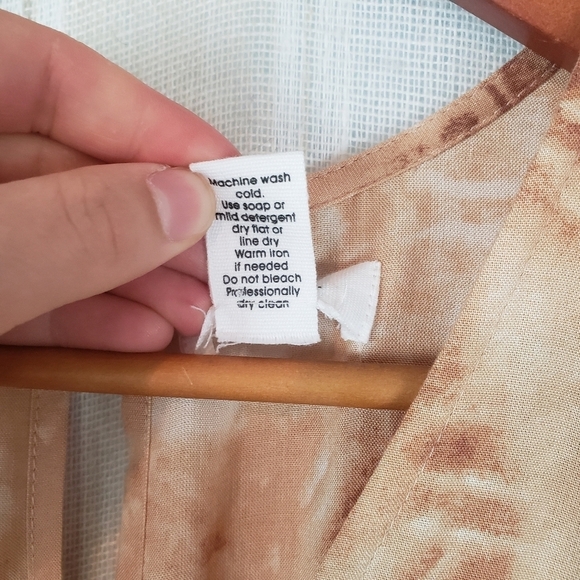 Machine wash
cold.
Use soap or
mild detergent
dry flat or
line dry
Warm iron
if needed
Do not bleach
Professionally
dry clean